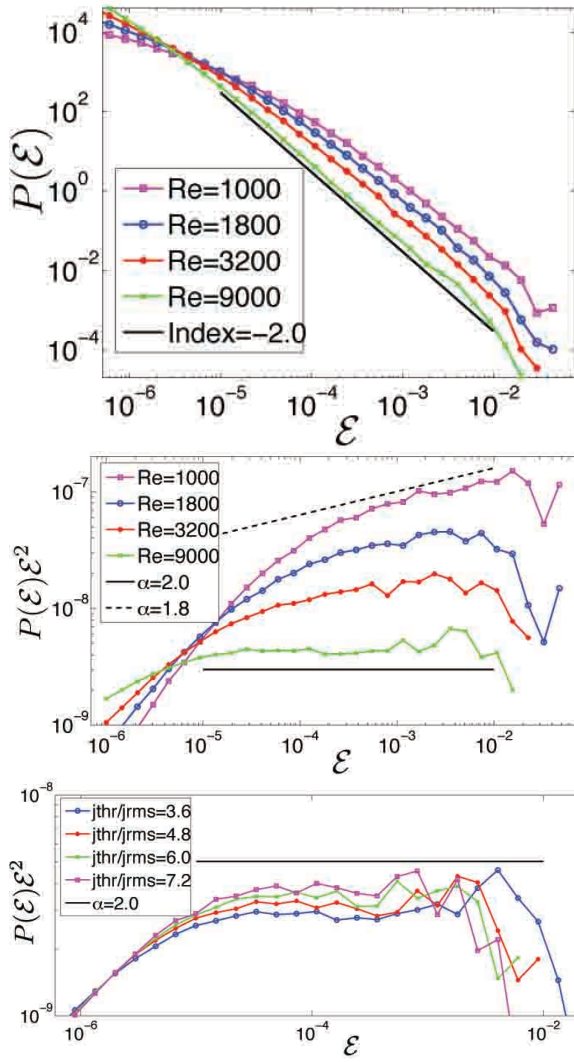 10^4
10^2
10^0
10^-2
10^-4
P(ℰ)
Re=1000
Re=1800
Re=3200
Re=9000
Index=−2.0
10^-6 10^-5 10^-4 10^-3 10^-2
ℰ
10^-7
10^-8
10^-9
P(ℰ)ℰ^2
Re=1000
Re=1800
Re=3200
Re=9000
α=2.0
α=1.8
10^-6 10^-5 10^-4 10^-3 10^-2
ℰ
10^-8
10^-9
P(ℰ)ℰ^2
jthr/jrms=3.6
jthr/jrms=4.8
jthr/jrms=6.0
jthr/jrms=7.2
α=2.0
10^-6 10^-4 10^-2
ℰ